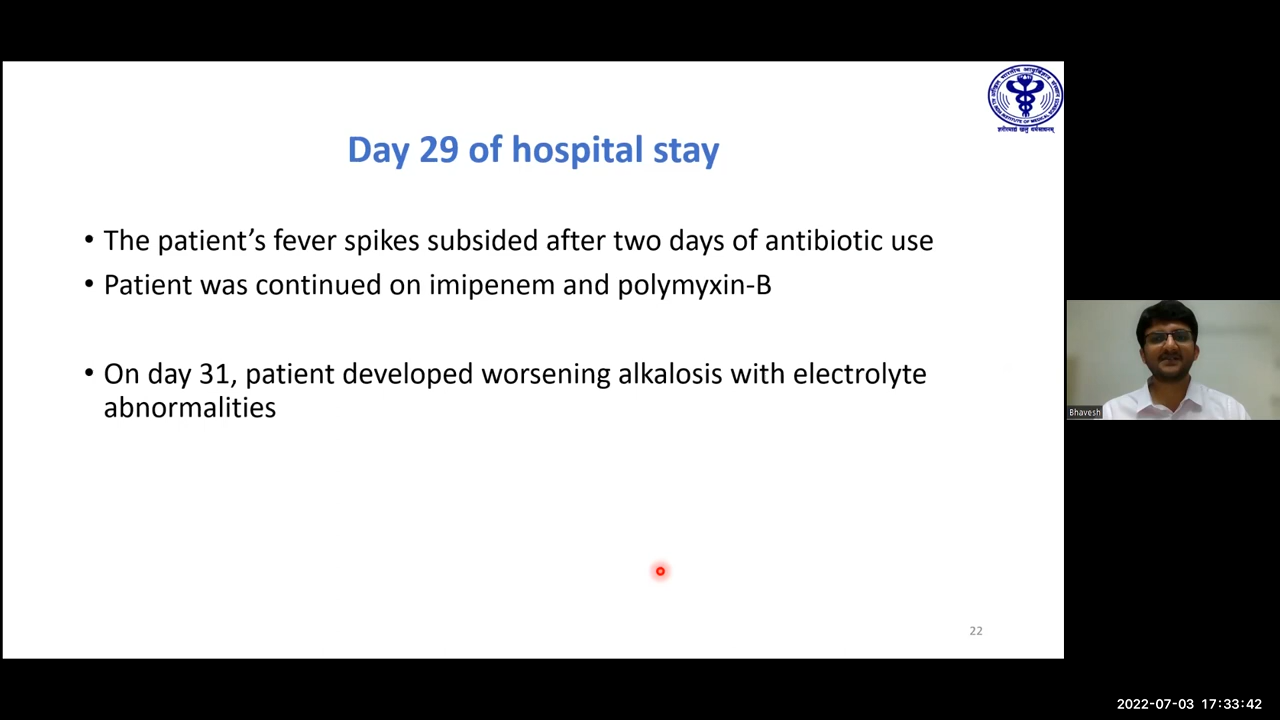 Day 29 of hospital stay
• The patient’s fever spikes subsided after two days of antibiotic use
• Patient was continued on imipenem and polymyxin-B
• On day 31, patient developed worsening alkalosis with electrolyte
abnormalities
Bhavesh
22
2022-07-03 17:33:42